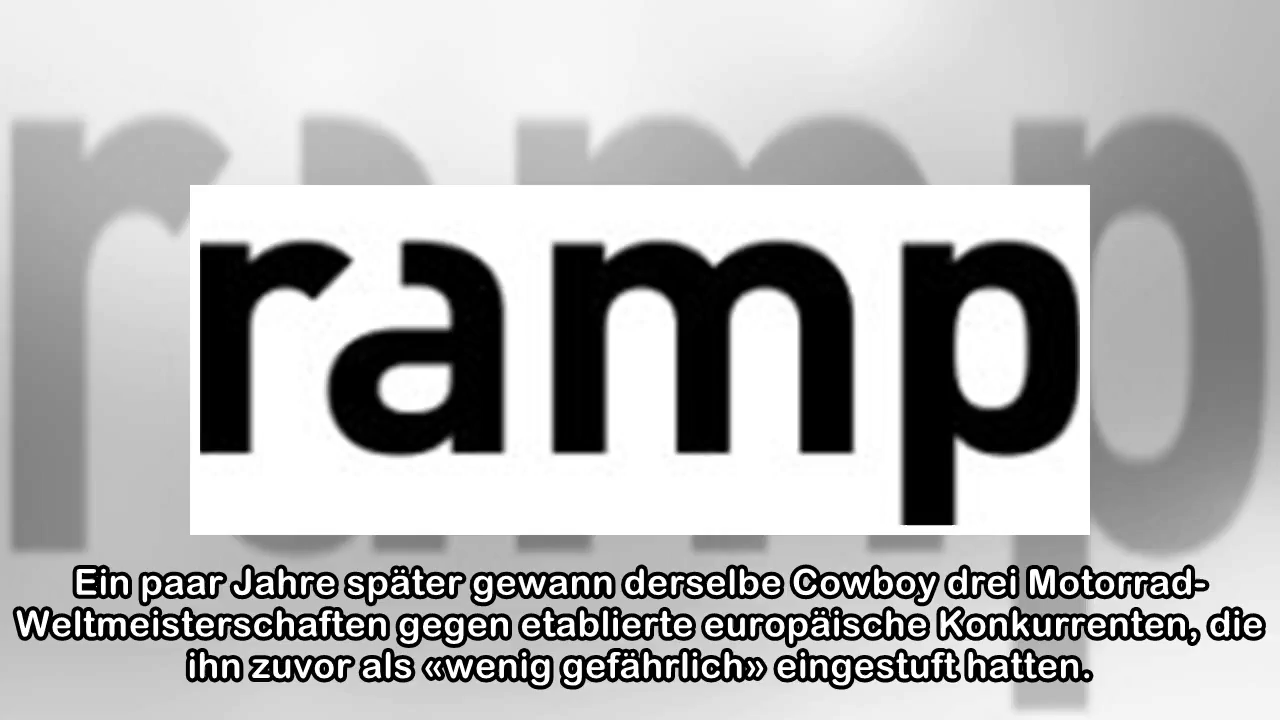 ramp
Ein paar Jahre später gewann derselbe Cowboy drei Motorrad-
Weltmeisterschaften gegen etablierte europäische Konkurrenten, die
ihn zuvor als «wenig gefährlich» eingestuft hatten.